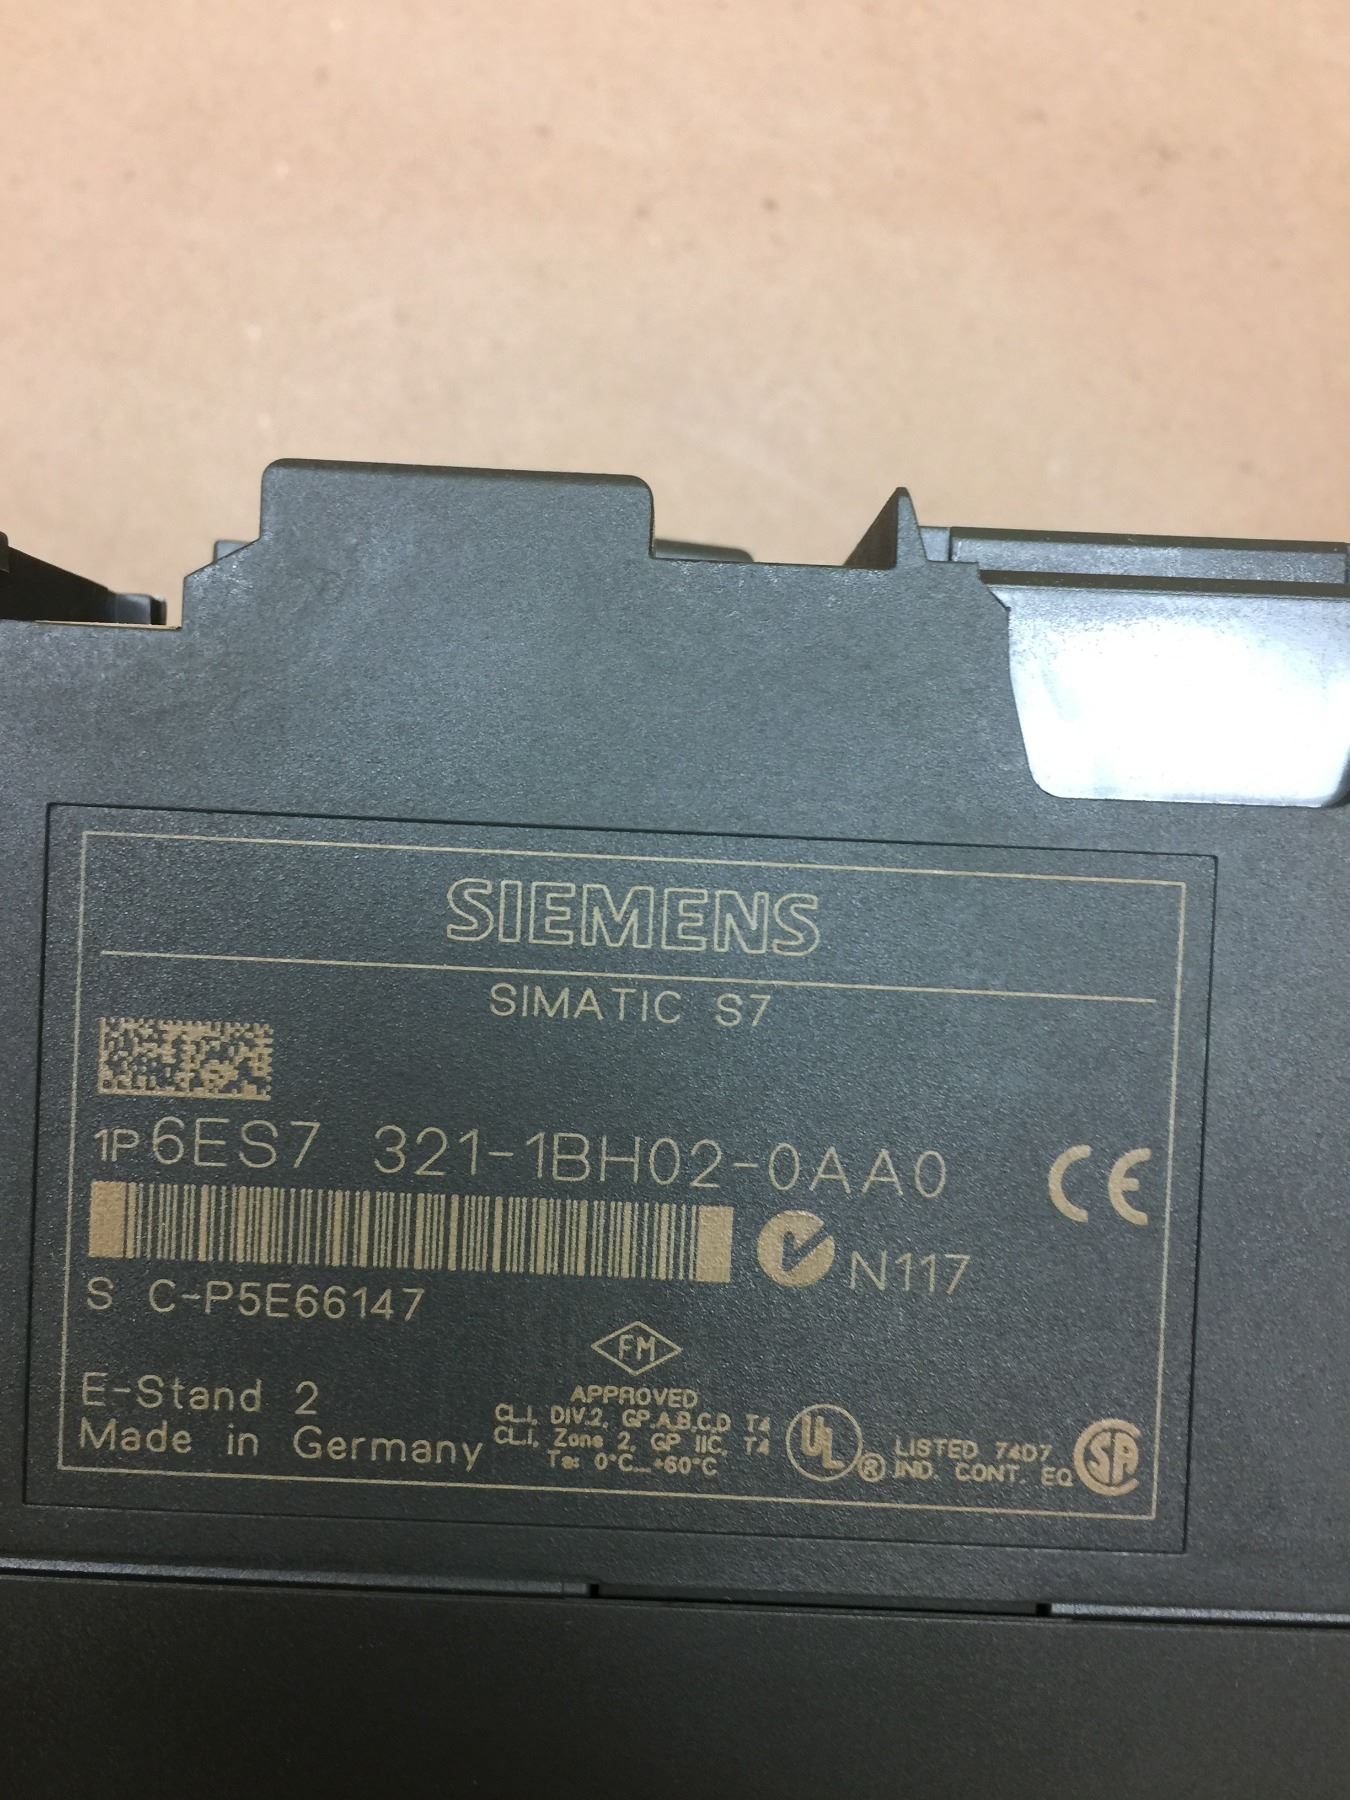 SIEMENS
SIMATIC S7
1P 6ES7 321-1BH02-0AA0
CE
N117
S C-P5E66147
FM
APPROVED
CL.I, DIV.2, GP.A,B,C,D T4
CL.I, Zone 2, GP IIC, T4
Ta: 0°C...+60°C
E-Stand 2
Made in Germany
UL ®
LISTED 74D7
IND. CONT. EQ
SA